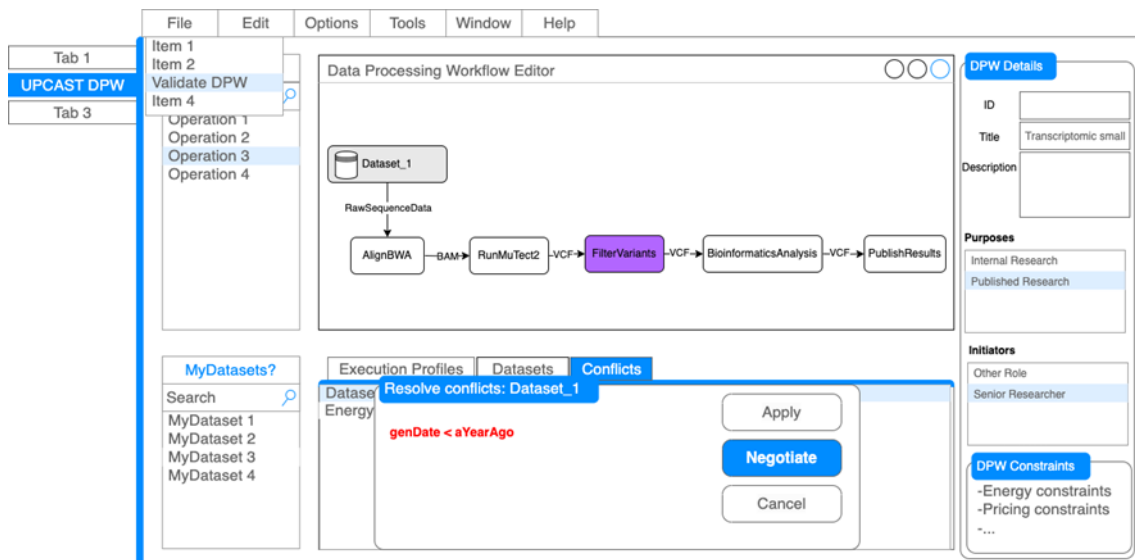 File Edit Options Tools Window Help
Tab 1
UPCAST DPW
Tab 3
Item 1
Item 2
Validate DPW
Item 4
Operation 1
Operation 2
Operation 3
Operation 4
Data Processing Workflow Editor
Dataset_1
RawSequenceData
AlignBWA BAM RunMuTect2 VCF FilterVariants VCF BioinformaticsAnalysis VCF PublishResults
DPW Details
ID
Title Transcriptomic small
Description
Purposes
Internal Research
Published Research
Initiators
Other Role
Senior Researcher
DPW Constraints
-Energy constraints
-Pricing constraints
-...
MyDatasets?
Search
MyDataset 1
MyDataset 2
MyDataset 3
MyDataset 4
Execution Profiles Datasets Conflicts
Datase
Energy
Resolve conflicts: Dataset_1
genDate < aYearAgo
Apply
Negotiate
Cancel